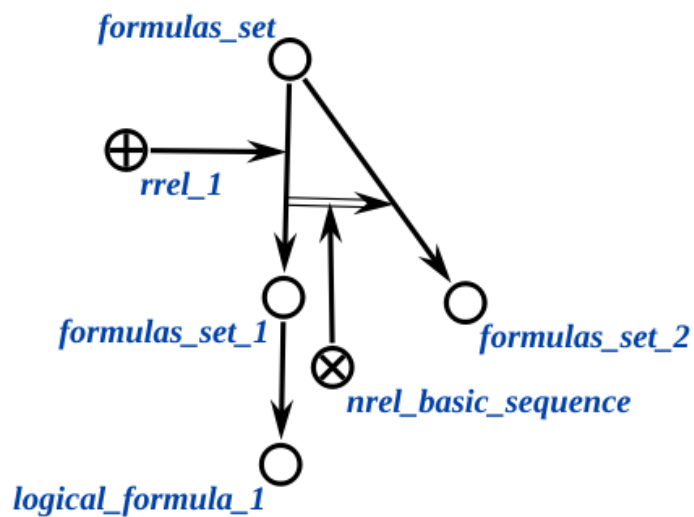 formulas_set
rrel_1
formulas_set_1
formulas_set_2
nrel_basic_sequence
logical_formula_1